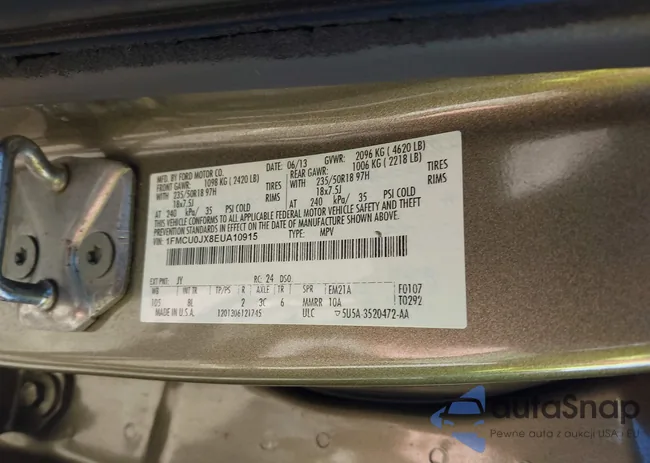 MFD. BY FORD MOTOR CO.
DATE: 06/13
GVWR: 2096 KG ( 4620 LB)
FRONT GAWR: 1098 KG ( 2420 LB)
REAR GAWR: 1006 KG ( 2218 LB)
WITH 235/50R18 97H TIRES
18x7.5J RIMS
WITH 235/50R18 97H TIRES
18x7.5J RIMS
AT 240 kPa/ 35 PSI COLD
AT 240 kPa/ 35 PSI COLD
THIS VEHICLE CONFORMS TO ALL APPLICABLE FEDERAL MOTOR VEHICLE SAFETY AND BUMPER
STANDARDS IN EFFECT ON THE DATE OF MANUFACTURE SHOWN ABOVE.
VIN: 1FMCU0JX8EUA10915
TYPE: MPV
EXT PNT: JY RC: 24 DSO:
WB BRK INT TR TP/PS R AXLE TR SPR EM21A F0107
105 8L 2 3C 6 MMRR 10A T0292
MADE IN U.S.A. 1201306121745 ULC 5U5A-3520472-AA
autaSnap
Pewne auta z aukcji USA i EU